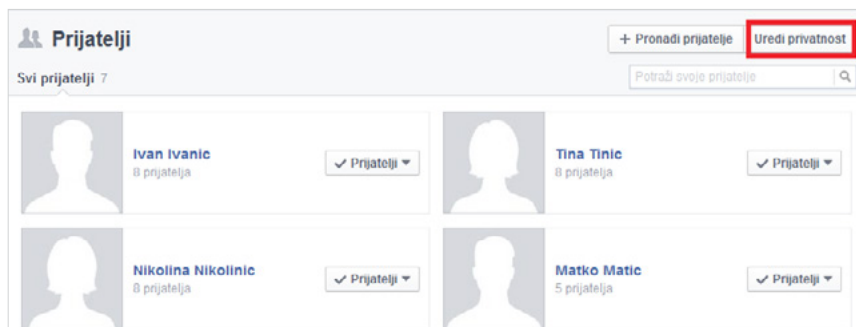 Prijatelji
+ Pronađi prijatelje
Uredi privatnost
Svi prijatelji 7
Potraži svoje prijatelje
Ivan Ivanic
8 prijatelja
Prijatelji
Tina Tinic
8 prijatelja
Prijatelji
Nikolina Nikolinic
8 prijatelja
Prijatelji
Matko Matic
5 prijatelja
Prijatelji